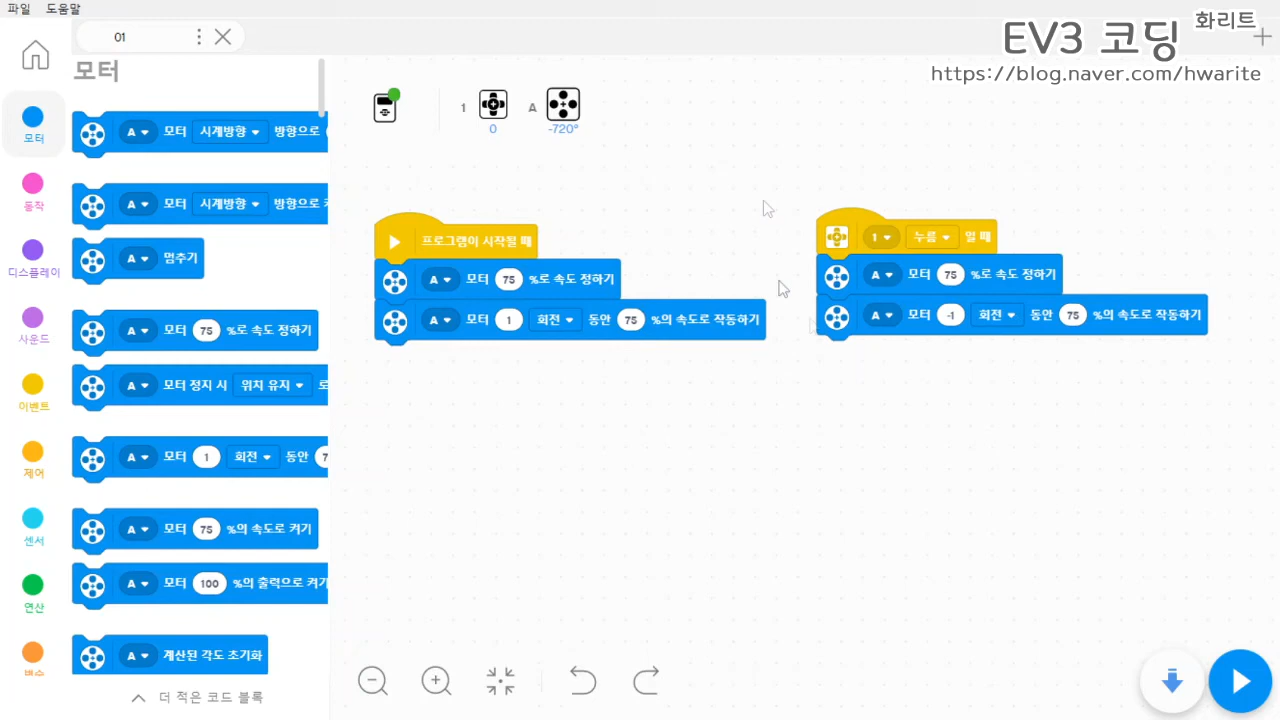 파일 도움말
01
화리트
EV3 코딩
https://blog.naver.com/hwarite
모터
1
0
A
-720°
모터
동작
디스플레이
사운드
이벤트
제어
센서
연산
A 모터 시계방향 방향으로
A 모터 시계방향 방향으로
A 멈추기
A 모터 75 %로 속도 정하기
A 모터 정지 시 위치 유지 로
A 모터 1 회전 동안
A 모터 75 %의 속도로 켜기
A 모터 100 %의 출력으로 켜기
A 계산된 각도 초기화
더 적은 코드 블록
프로그램이 시작될 때
A 모터 75 %로 속도 정하기
A 모터 1 회전 동안 75 %의 속도로 작동하기
1 누름 일 때
A 모터 75 %로 속도 정하기
A 모터 -1 회전 동안 75 %의 속도로 작동하기